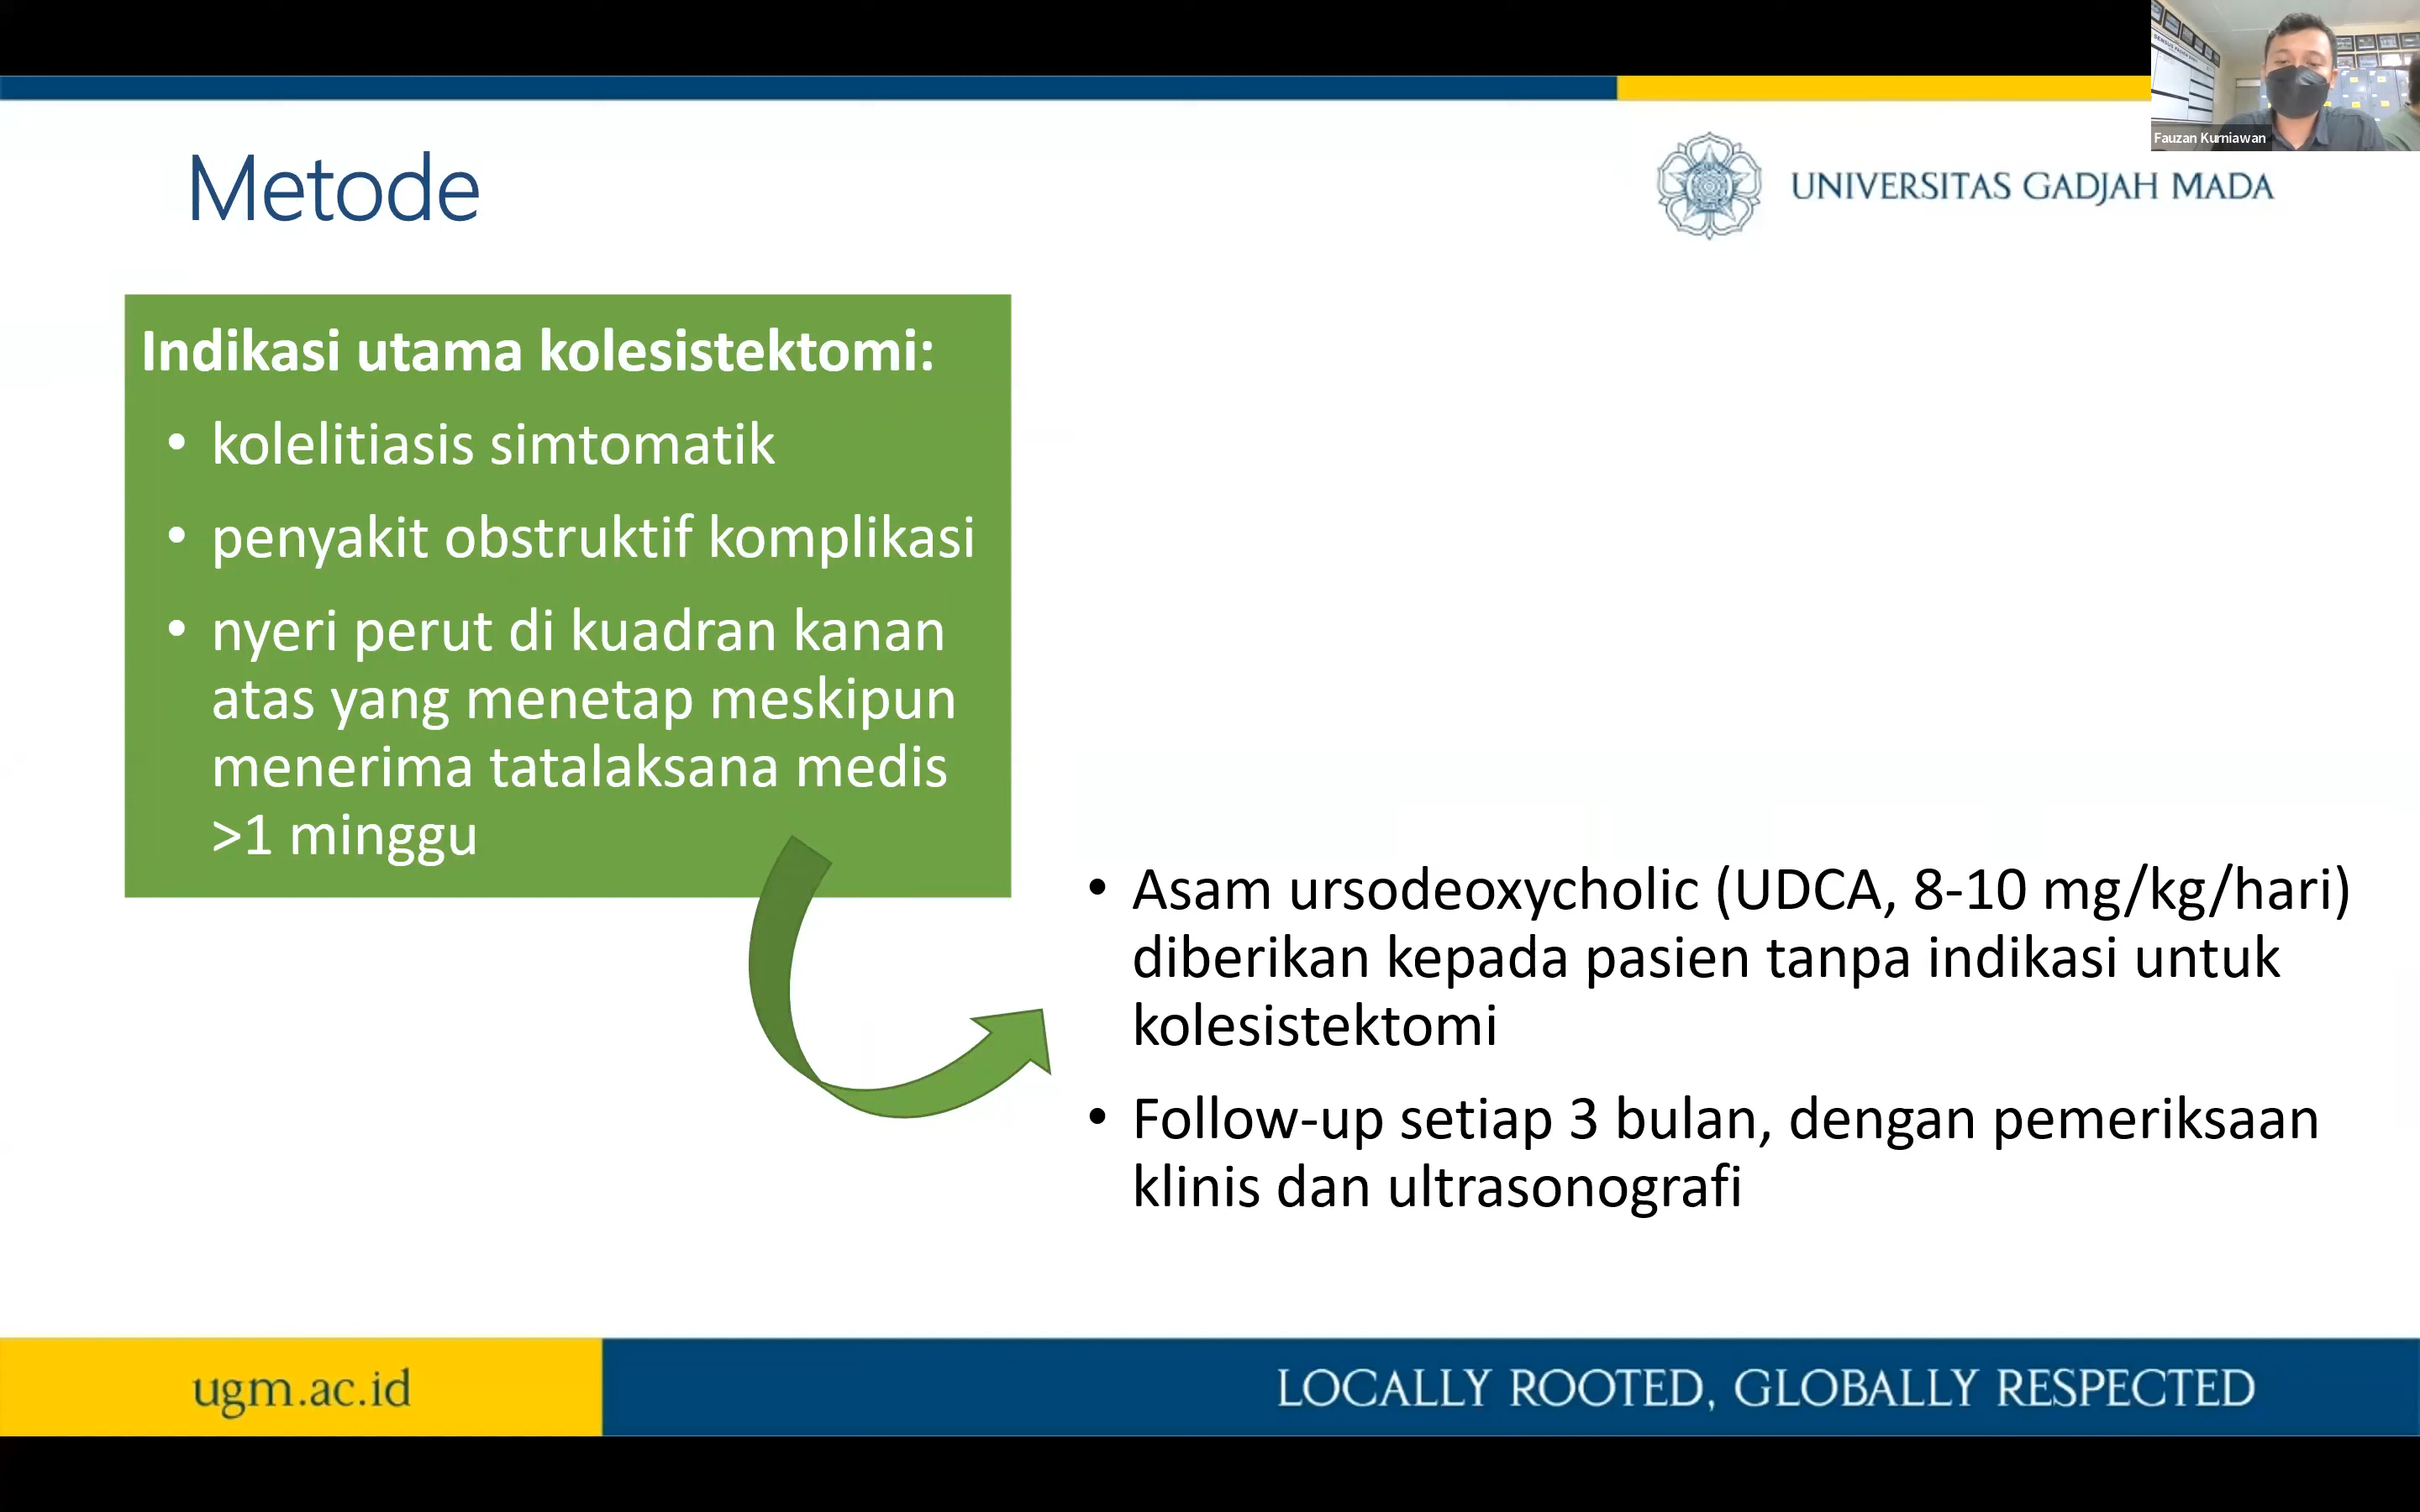 Fauzan Kurniawan
Metode
UNIVERSITAS GADJAH MADA
Indikasi utama kolesistektomi:
• kolelitiasis simtomatik
• penyakit obstruktif komplikasi
• nyeri perut di kuadran kanan
atas yang menetap meskipun
menerima tatalaksana medis
>1 minggu
• Asam ursodeoxycholic (UDCA, 8-10 mg/kg/hari)
diberikan kepada pasien tanpa indikasi untuk
kolesistektomi
• Follow-up setiap 3 bulan, dengan pemeriksaan
klinis dan ultrasonografi
ugm.ac.id
LOCALLY ROOTED, GLOBALLY RESPECTED